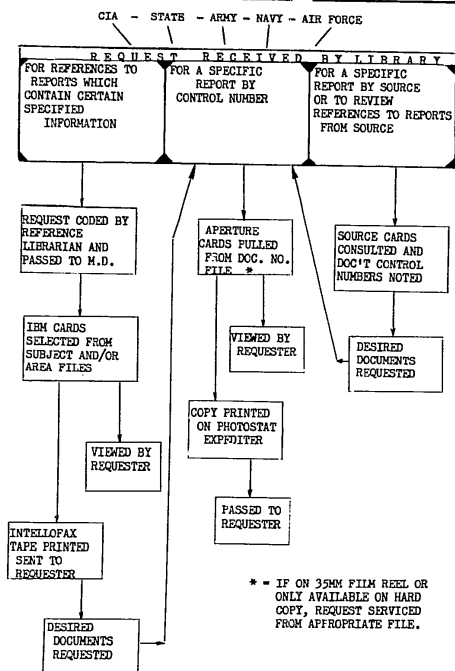 CIA - STATE - ARMY - NAVY - AIR FORCE
REQUEST RECEIVED BY LIBRARY
FOR REFERENCES TO
REPORTS WHICH
CONTAIN CERTAIN
SPECIFIED
INFORMATION
FOR A SPECIFIC
REPORT BY
CONTROL NUMBER
FOR A SPECIFIC
REPORT BY SOURCE
OR TO REVIEW
REFERENCES TO REPORTS
FROM SOURCE
REQUEST CODED BY
REFERENCE
LIBRARIAN AND
PASSED TO M.D.
APERTURE
CARDS PULLED
FROM DOC. NO.
FILE *
SOURCE CARDS
CONSULTED AND
DOC'T CONTROL
NUMBERS NOTED
IBM CARDS
SELECTED FROM
SUBJECT AND/OR
AREA FILES
VIEWED BY
REQUESTER
DESIRED
DOCUMENTS
REQUESTED
COPY PRINTED
ON PHOTOSTAT
EXPEDITER
VIEWED BY
REQUESTER
PASSED TO
REQUESTER
INTELLOFAX
TAPE PRINTED
SENT TO
REQUESTER
* = IF ON 35MM FILM REEL OR
ONLY AVAILABLE ON HARD
COPY, REQUEST SERVICED
FROM APPROPRIATE FILE.
DESIRED
DOCUMENTS
REQUESTED